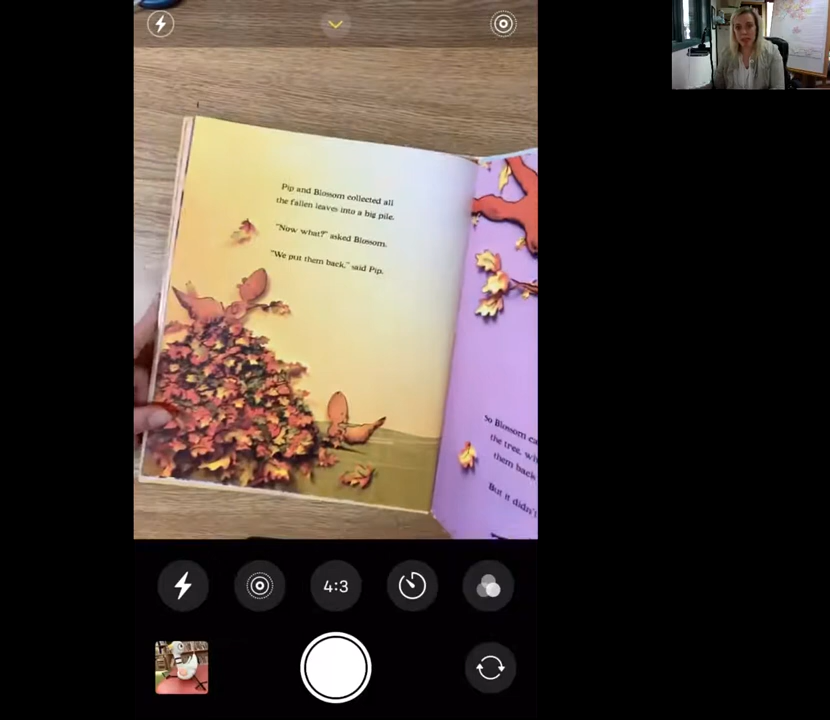 Pip and Blossom collected all
the fallen leaves into a big pile.
"Now what?" asked Blossom.
"We put them back," said Pip.
So Blossom
the tree,
them back
But it didn't
4:3